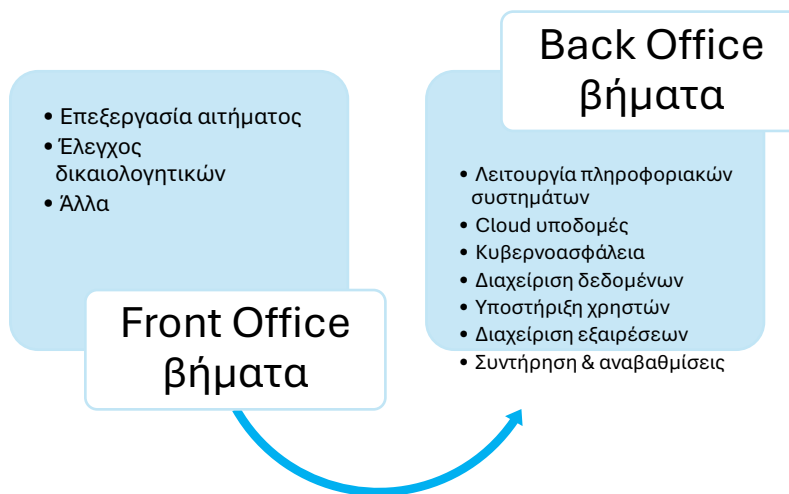 • Επεξεργασία αιτήματος
• Έλεγχος
δικαιολογητικών
• Άλλα
Front Office
βήματα
Back Office
βήματα
• Λειτουργία πληροφοριακών
συστημάτων
• Cloud υποδομές
• Κυβερνοασφάλεια
• Διαχείριση δεδομένων
• Υποστήριξη χρηστών
• Διαχείριση εξαιρέσεων
• Συντήρηση & αναβαθμίσεις